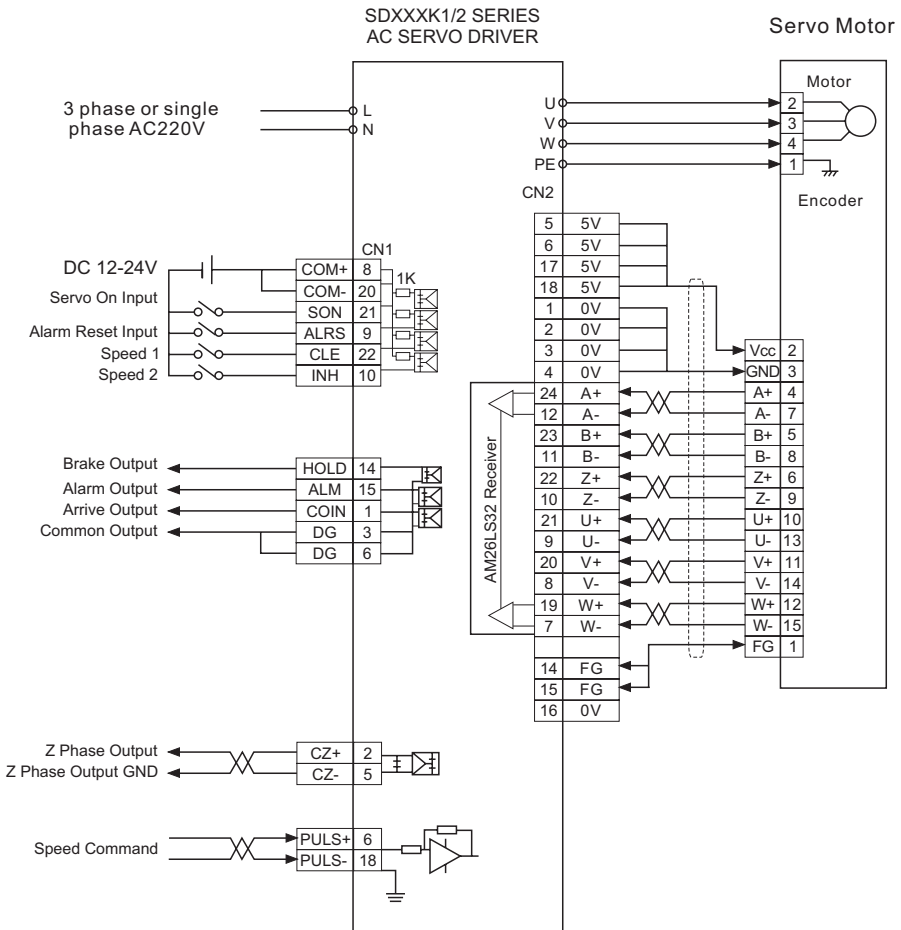 SDXXXK1/2 SERIES
AC SERVO DRIVER
Servo Motor
3 phase or single
phase AC220V
L
N
U
V
W
PE
Motor
2
3
4
1
Encoder
CN2
5 5V
6 5V
17 5V
18 5V
1 0V
2 0V
3 0V
4 0V
24 A+
12 A-
23 B+
11 B-
22 Z+
10 Z-
21 U+
9 U-
20 V+
8 V-
19 W+
7 W-
14 FG
15 FG
16 0V
AM26LS32 Receiver
Vcc 2
GND 3
A+ 4
A- 7
B+ 5
B- 8
Z+ 6
Z- 9
U+ 10
U- 13
V+ 11
V- 14
W+ 12
W- 15
FG 1
CN1
1K
DC 12-24V
COM+ 8
COM- 20
Servo On Input
SON 21
Alarm Reset Input
ALRS 9
Speed 1
CLE 22
Speed 2
INH 10
Brake Output
HOLD 14
Alarm Output
ALM 15
Arrive Output
COIN 1
Common Output
DG 3
DG 6
Z Phase Output
CZ+ 2
Z Phase Output GND
CZ- 5
Speed Command
PULS+ 6
PULS- 18